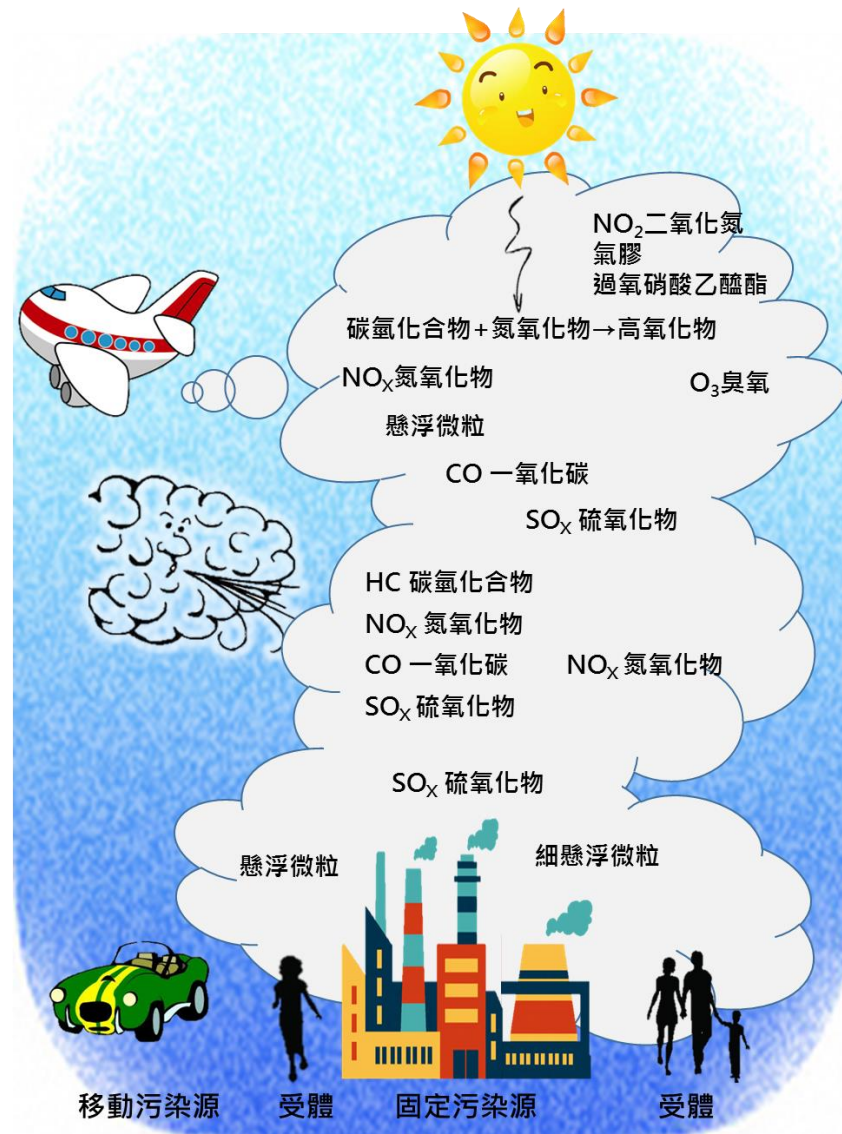 NO₂二氧化氮
氣膠
過氧硝酸乙醯酯
碳氫化合物+氮氧化物→高氧化物
NOX氮氧化物
O₃臭氧
懸浮微粒
CO 一氧化碳
SOX 硫氧化物
HC 碳氫化合物
NOX 氮氧化物
CO 一氧化碳
NOX 氮氧化物
SOX 硫氧化物
SOX 硫氧化物
懸浮微粒
細懸浮微粒
移動污染源
受體
固定污染源
受體